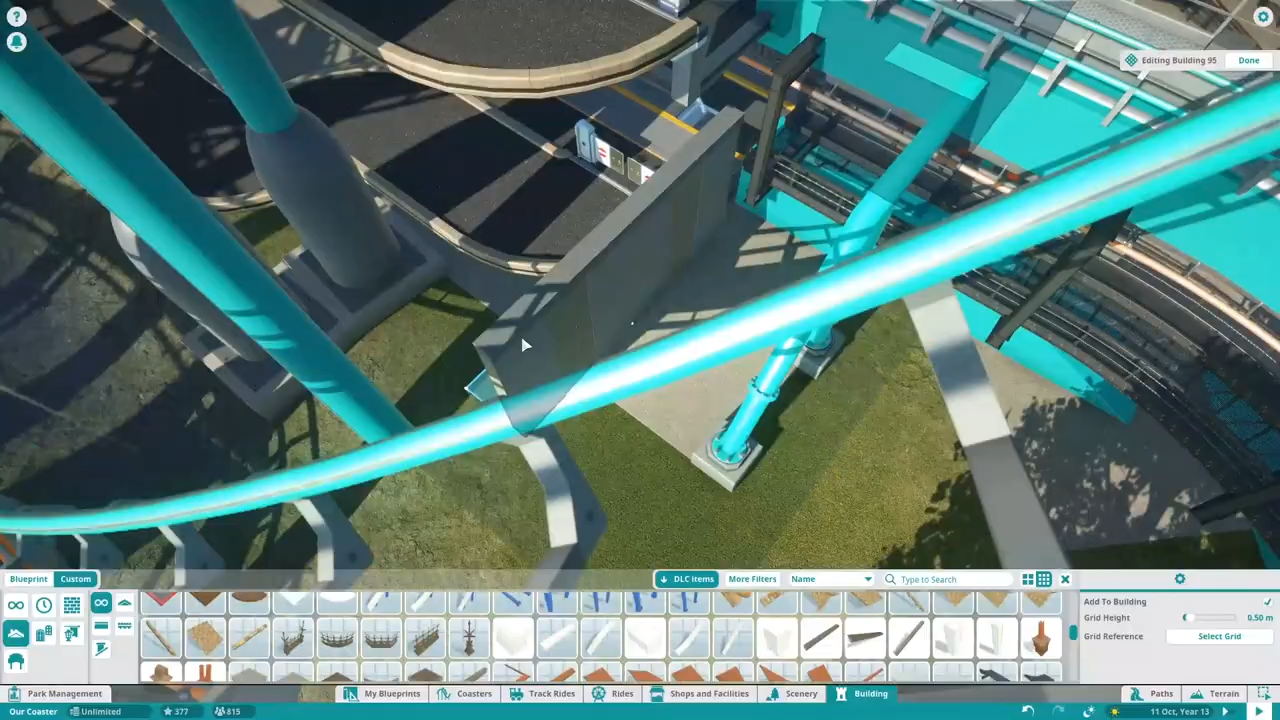 ?
Editing Building 95 Done
Blueprint Custom
DLC Items More Filters Name Type to Search
Add To Building
Grid Height 0.50 m
Grid Reference Select Grid
Park Management My Blueprints Coasters Track Rides Rides Shops and Facilities Scenery Building Paths Terrain
Our Coaster Unlimited 377 815 11 Oct, Year 13